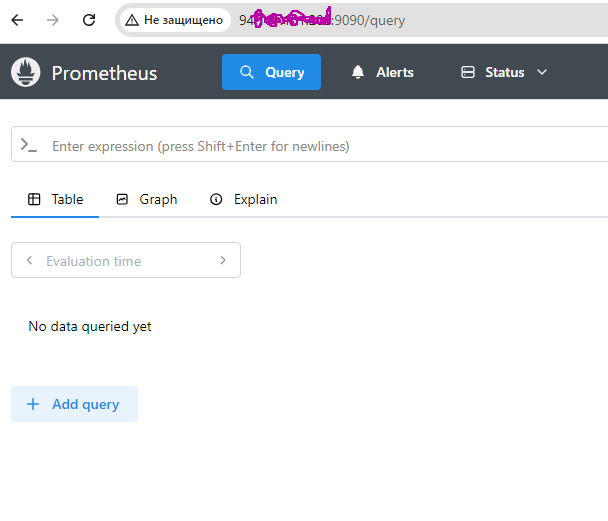 Не защищено 94 :9090/query
Prometheus Query Alerts Status
Enter expression (press Shift+Enter for newlines)
Table Graph Explain
Evaluation time
No data queried yet
Add query